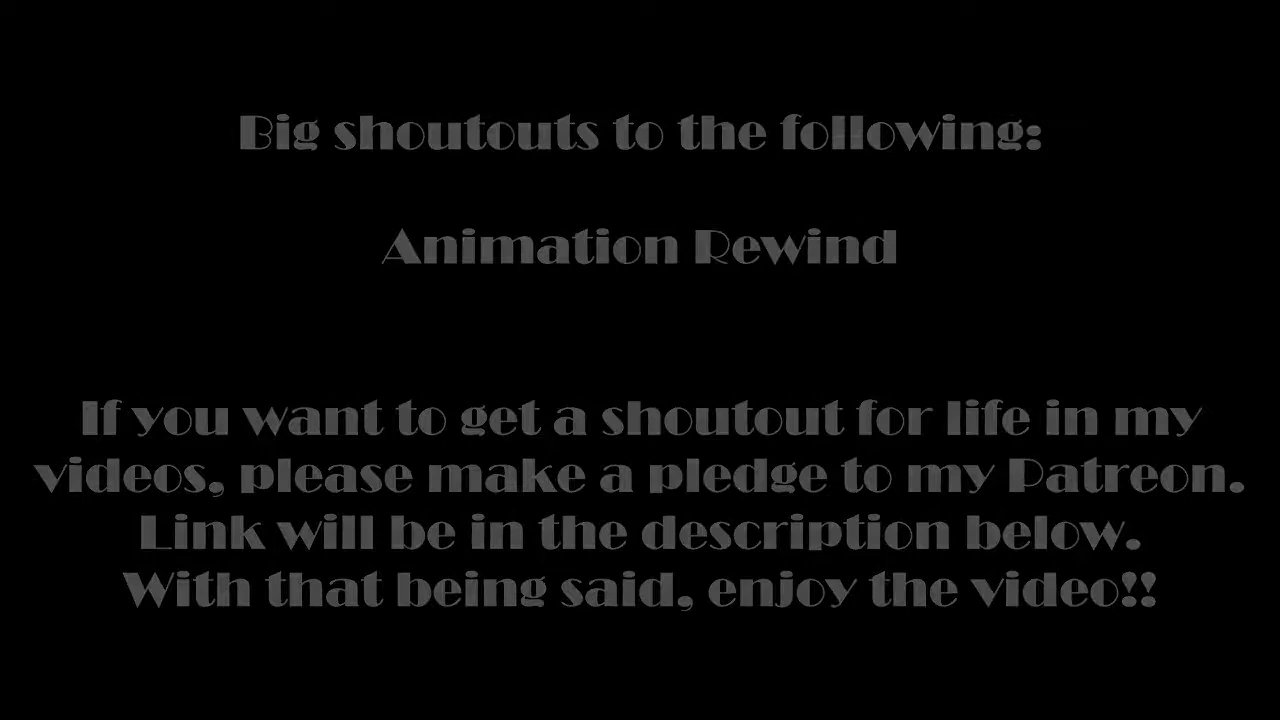 Big shoutouts to the following:
Animation Rewind
If you want to get a shoutout for life in my
videos, please make a pledge to my Patreon.
Link will be in the description below.
With that being said, enjoy the video!!